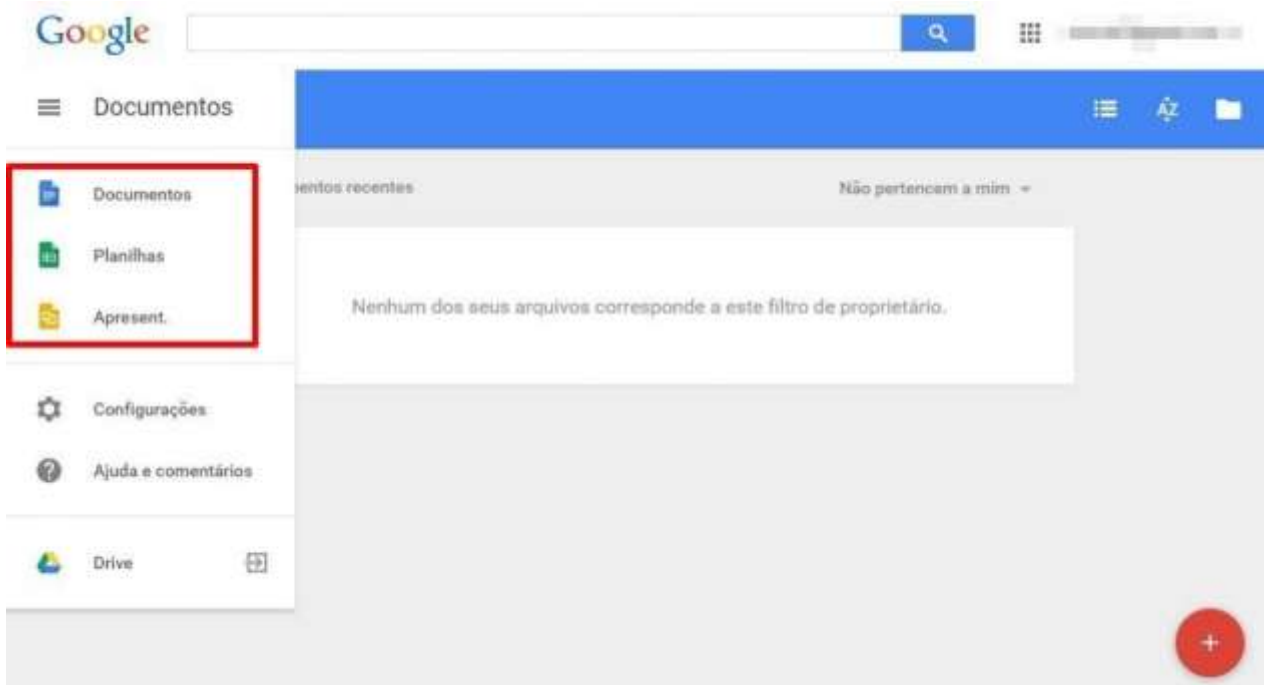 Google
Documentos
AZ
Documentos
entos recentes
Não pertencem a mim
Planilhas
Apresent.
Nenhum dos seus arquivos corresponde a este filtro de proprietário.
Configurações
Ajuda e comentários
Drive
+